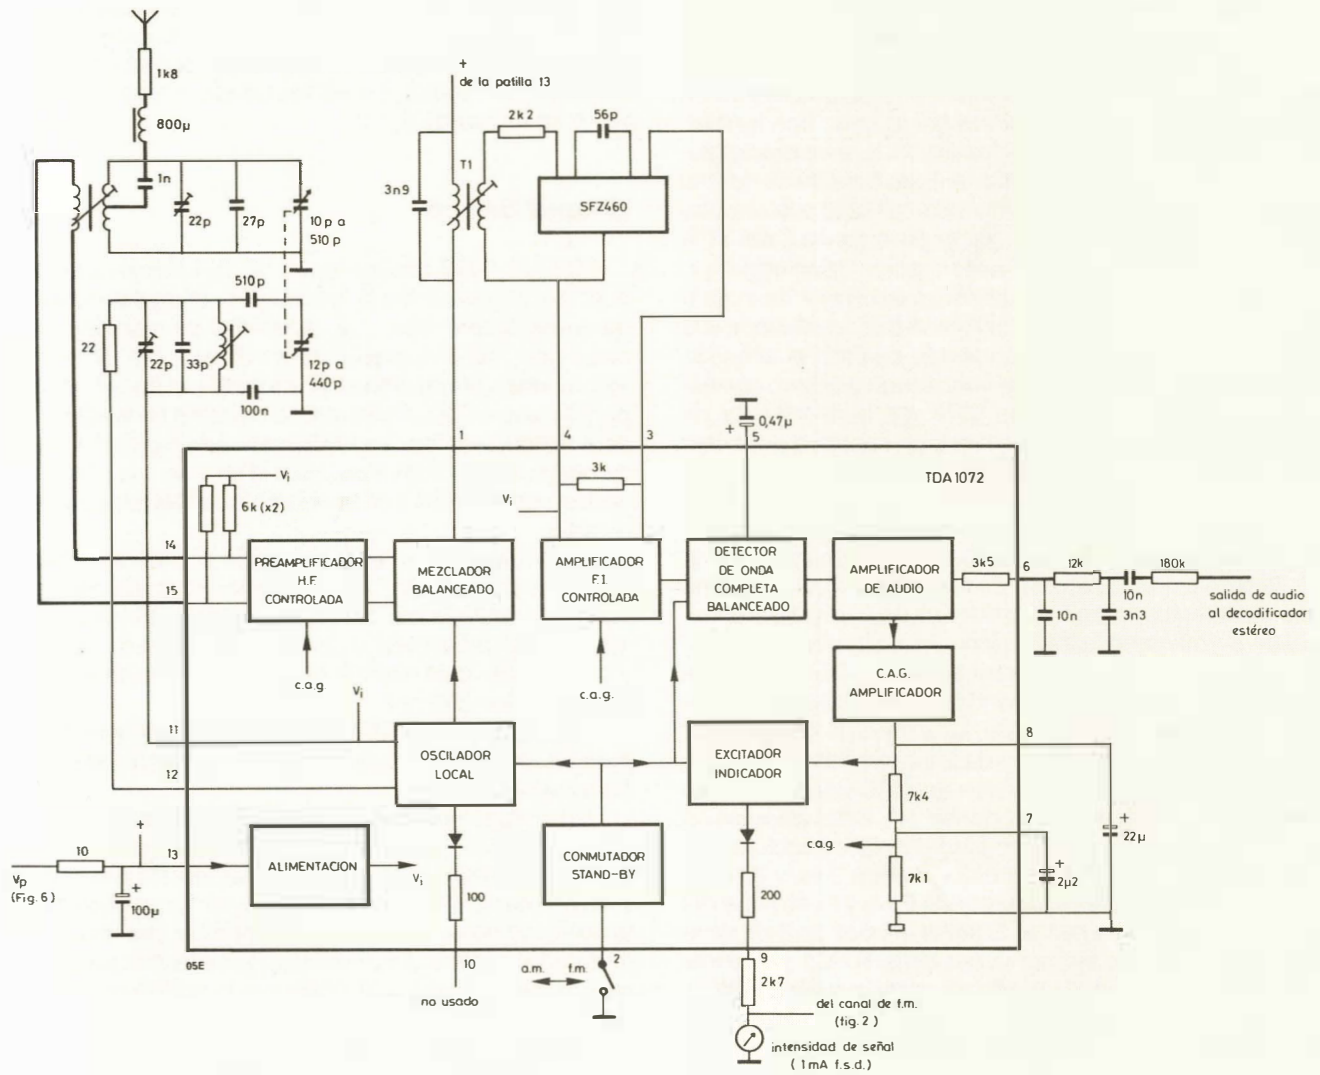 1k8
800µ
1n
22p
27p
10p a
510p
510p
22
22p
33p
12p a
440p
100n
+
de la patilla 13
3n9
T1
2k2
56p
SFZ460
1
4
3
+
0,47µ
5
TDA1072
Vi
6k(x2)
14
15
PREAMPLIFICADOR
H.F.
CONTROLADA
MEZCLADOR
BALANCEADO
Vi
3k
AMPLIFICADOR
F.I.
CONTROLADA
DETECTOR
DE ONDA
COMPLETA
BALANCEADO
AMPLIFICADOR
DE AUDIO
3k5
6
12k
10n
180k
10n
3n3
salida de audio
al decodificador
estéreo
c.a.g.
c.a.g.
C.A.G.
AMPLIFICADOR
Vi
11
12
OSCILADOR
LOCAL
EXCITADOR
INDICADOR
8
7k4
7
c.a.g.
7k1
+
2µ2
+
22µ
Vp
(Fig. 6)
10
+
13
+
100µ
ALIMENTACION
Vi
100
CONMUTADOR
STAND-BY
200
05E
10
no usado
a.m.
f.m.
2
9
2k7
del canal de f.m.
(fig. 2)
intensidad de señal
(1mA f.s.d.)